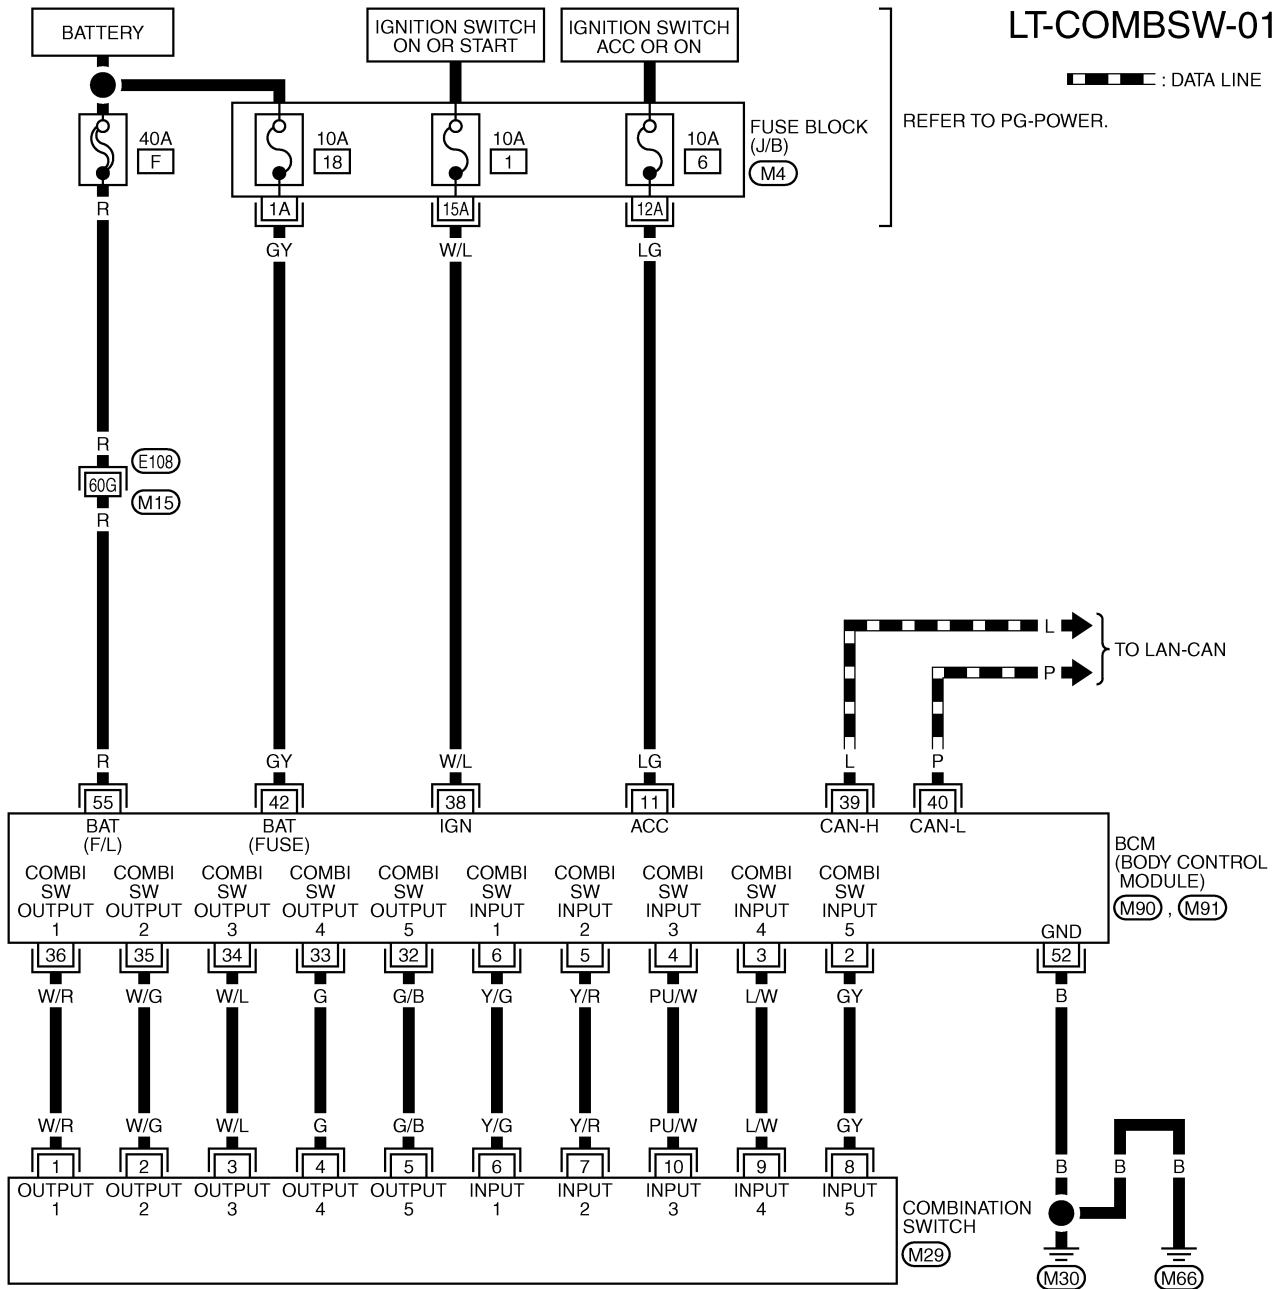 LT-COMBSW-01
BATTERY
IGNITION SWITCH
ON OR START
IGNITION SWITCH
ACC OR ON
: DATA LINE
REFER TO PG-POWER.
40A
F
10A
18
10A
1
10A
6
FUSE BLOCK
(J/B)
M4
1A
15A
12A
R
GY
W/L
LG
R
E108
60G
M15
R
L
TO LAN-CAN
P
R
GY
W/L
LG
L
P
55
42
38
11
39
40
BAT
(F/L)
BAT
(FUSE)
IGN
ACC
CAN-H
CAN-L
BCM
(BODY CONTROL
MODULE)
M90 , M91
COMBI
SW
OUTPUT
1
COMBI
SW
OUTPUT
2
COMBI
SW
OUTPUT
3
COMBI
SW
OUTPUT
4
COMBI
SW
OUTPUT
5
COMBI
SW
INPUT
1
COMBI
SW
INPUT
2
COMBI
SW
INPUT
3
COMBI
SW
INPUT
4
COMBI
SW
INPUT
5
GND
36
35
34
33
32
6
5
4
3
2
52
W/R
W/G
W/L
G
G/B
Y/G
Y/R
PU/W
L/W
GY
B
W/R
W/G
W/L
G
G/B
Y/G
Y/R
PU/W
L/W
GY
1
2
3
4
5
6
7
10
9
8
B
B
B
OUTPUT
1
OUTPUT
2
OUTPUT
3
OUTPUT
4
OUTPUT
5
INPUT
1
INPUT
2
INPUT
3
INPUT
4
INPUT
5
COMBINATION
SWITCH
M29
M30
M66